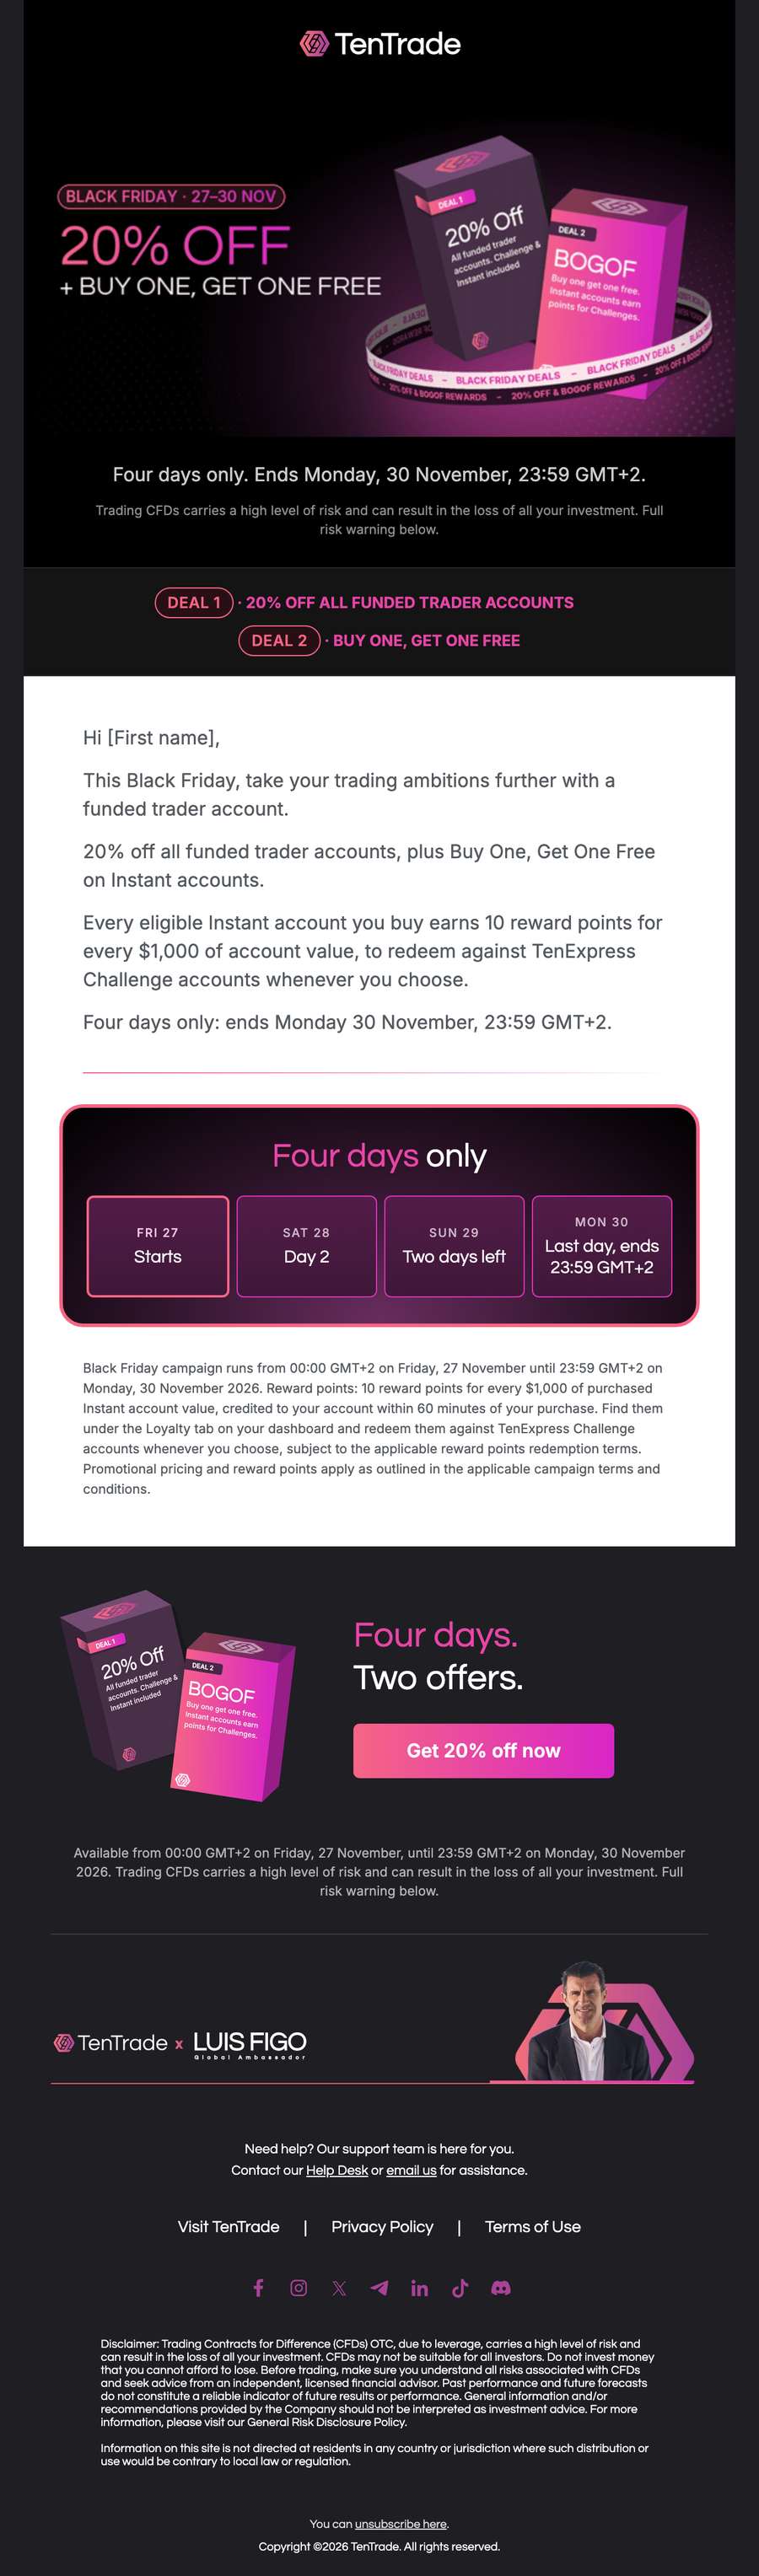 TenTrade
BLACK FRIDAY · 27–30 NOV
20% OFF
+ BUY ONE, GET ONE FREE
DEAL 1
20% Off
All funded trader
accounts. Challenge &
Instant included
DEAL 2
BOGOF
Buy one get one free.
Instant accounts earn
points for Challenges.
BLACK FRIDAY DEALS – BLACK FRIDAY DEALS – BLACK FRIDAY DEALS
20% OFF & BOGOF REWARDS – 20% OFF & BOGOF REWARDS – 20% OFF & BOGOF
Four days only. Ends Monday, 30 November, 23:59 GMT+2.
Trading CFDs carries a high level of risk and can result in the loss of all your investment. Full
risk warning below.
DEAL 1 · 20% OFF ALL FUNDED TRADER ACCOUNTS
DEAL 2 · BUY ONE, GET ONE FREE
Hi [First name],
This Black Friday, take your trading ambitions further with a
funded trader account.
20% off all funded trader accounts, plus Buy One, Get One Free
on Instant accounts.
Every eligible Instant account you buy earns 10 reward points for
every $1,000 of account value, to redeem against TenExpress
Challenge accounts whenever you choose.
Four days only: ends Monday 30 November, 23:59 GMT+2.
Four days only
FRI 27
Starts
SAT 28
Day 2
SUN 29
Two days left
MON 30
Last day, ends
23:59 GMT+2
Black Friday campaign runs from 00:00 GMT+2 on Friday, 27 November until 23:59 GMT+2 on
Monday, 30 November 2026. Reward points: 10 reward points for every $1,000 of purchased
Instant account value, credited to your account within 60 minutes of your purchase. Find them
under the Loyalty tab on your dashboard and redeem them against TenExpress Challenge
accounts whenever you choose, subject to the applicable reward points redemption terms.
Promotional pricing and reward points apply as outlined in the applicable campaign terms and
conditions.
DEAL 1
20% Off
All funded trader
accounts. Challenge &
Instant included
DEAL 2
BOGOF
Buy one get one free.
Instant accounts earn
points for Challenges.
Four days.
Two offers.
Get 20% off now
Available from 00:00 GMT+2 on Friday, 27 November, until 23:59 GMT+2 on Monday, 30 November
2026. Trading CFDs carries a high level of risk and can result in the loss of all your investment. Full
risk warning below.
TenTrade x LUIS FIGO
Global Ambassador
Need help? Our support team is here for you.
Contact our Help Desk or email us for assistance.
Visit TenTrade | Privacy Policy | Terms of Use
Disclaimer: Trading Contracts for Difference (CFDs) OTC, due to leverage, carries a high level of risk and
can result in the loss of all your investment. CFDs may not be suitable for all investors. Do not invest money
that you cannot afford to lose. Before trading, make sure you understand all risks associated with CFDs
and seek advice from an independent, licensed financial advisor. Past performance and future forecasts
do not constitute a reliable indicator of future results or performance. General information and/or
recommendations provided by the Company should not be interpreted as investment advice. For more
information, please visit our General Risk Disclosure Policy.
Information on this site is not directed at residents in any country or jurisdiction where such distribution or
use would be contrary to local law or regulation.
You can unsubscribe here.
Copyright ©2026 TenTrade. All rights reserved.